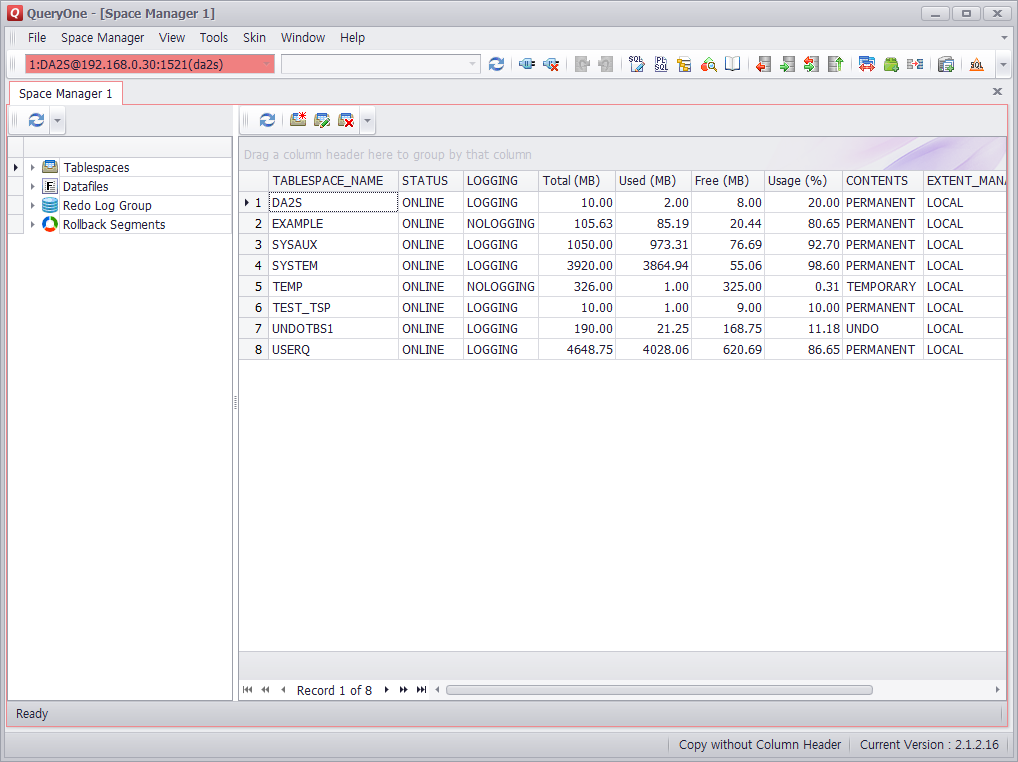 QueryOne - [Space Manager 1]
File Space Manager View Tools Skin Window Help
1:DA2S@192.168.0.30:1521(da2s)
Space Manager 1
Drag a column header here to group by that column
Tablespaces
Datafiles
Redo Log Group
Rollback Segments
TABLESPACE_NAME STATUS LOGGING Total (MB) Used (MB) Free (MB) Usage (%) CONTENTS EXTENT_MANA
1 DA2S ONLINE LOGGING 10.00 2.00 8.00 20.00 PERMANENT LOCAL
2 EXAMPLE ONLINE NOLOGGING 105.63 85.19 20.44 80.65 PERMANENT LOCAL
3 SYSAUX ONLINE LOGGING 1050.00 973.31 76.69 92.70 PERMANENT LOCAL
4 SYSTEM ONLINE LOGGING 3920.00 3864.94 55.06 98.60 PERMANENT LOCAL
5 TEMP ONLINE NOLOGGING 326.00 1.00 325.00 0.31 TEMPORARY LOCAL
6 TEST_TSP ONLINE LOGGING 10.00 1.00 9.00 10.00 PERMANENT LOCAL
7 UNDOTBS1 ONLINE LOGGING 190.00 21.25 168.75 11.18 UNDO LOCAL
8 USERQ ONLINE LOGGING 4648.75 4028.06 620.69 86.65 PERMANENT LOCAL
Record 1 of 8
Ready
Copy without Column Header Current Version : 2.1.2.16